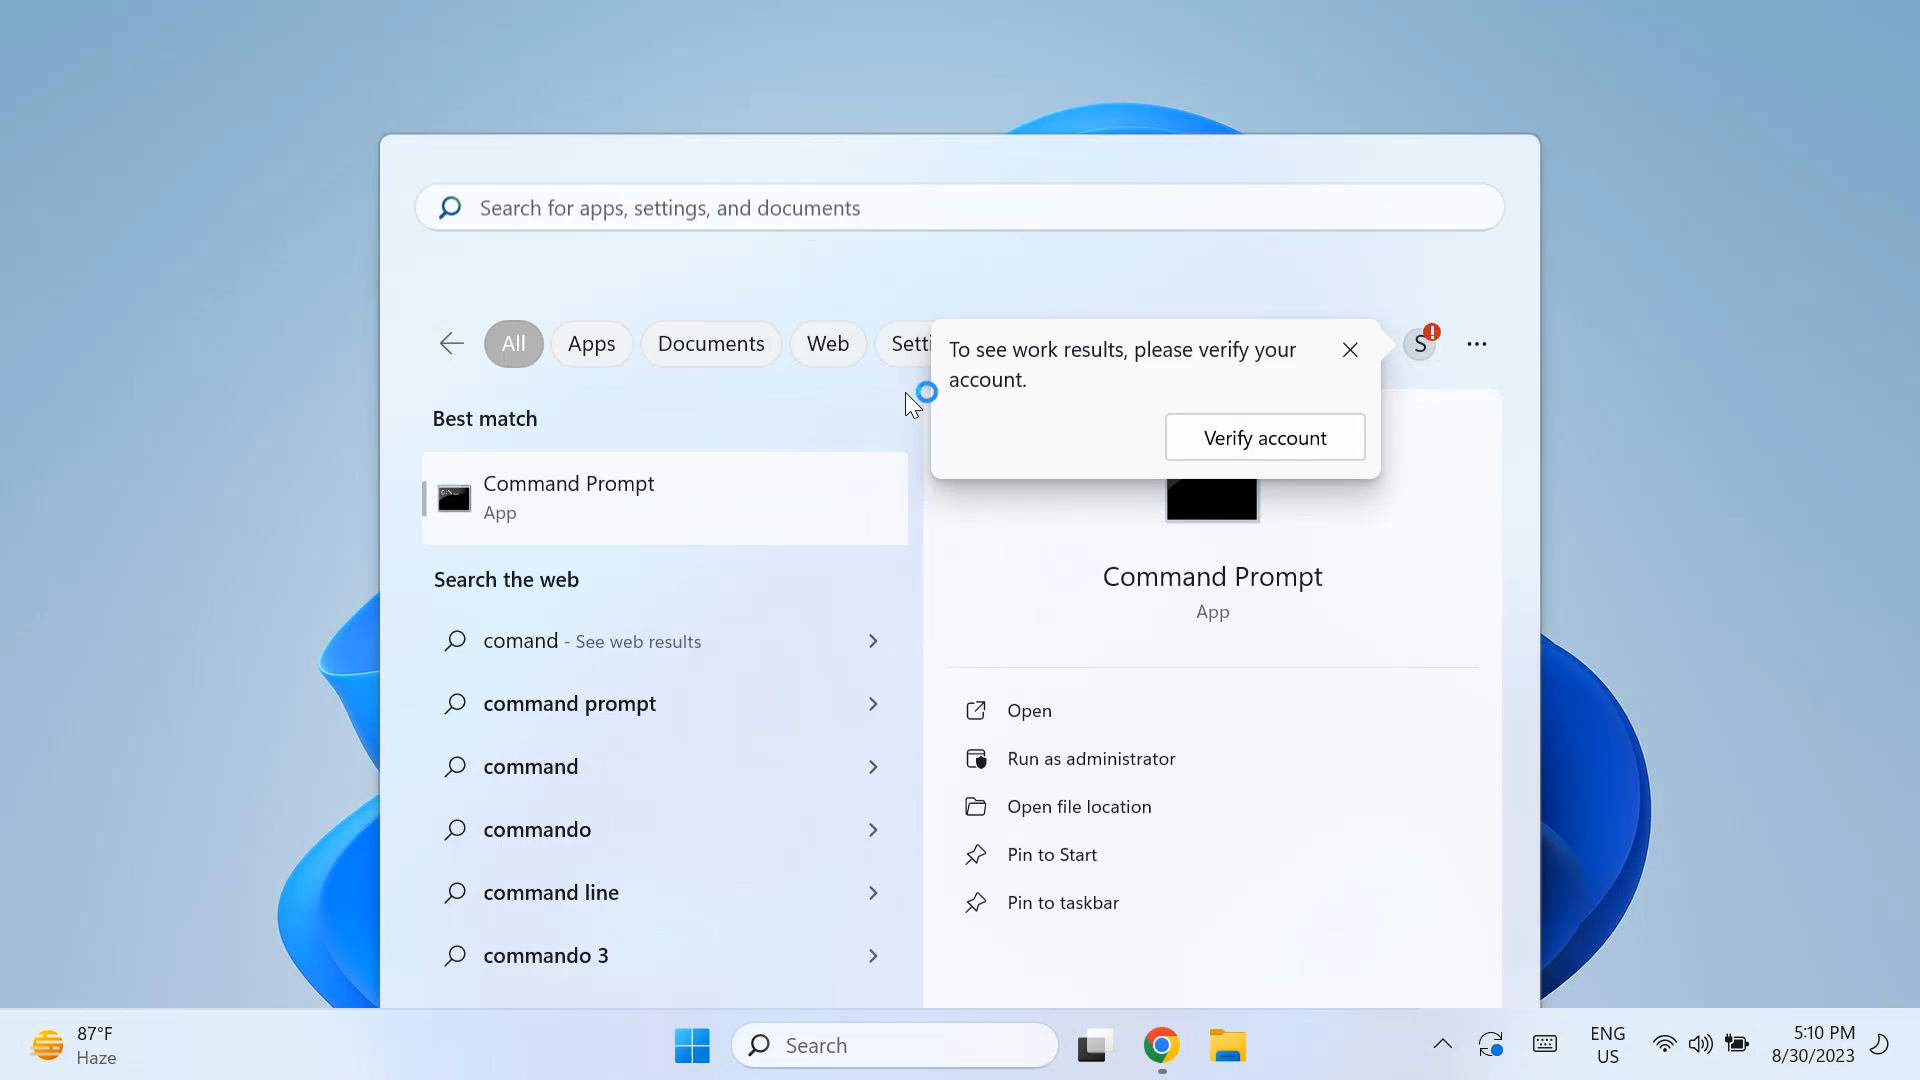 Search for apps, settings, and documents
All
Apps
Documents
Web
Setti
To see work results, please verify your
account.
Verify account
S
Best match
Command Prompt
App
Search the web
comand - See web results
command prompt
command
commando
command line
commando 3
Command Prompt
App
Open
Run as administrator
Open file location
Pin to Start
Pin to taskbar
87°F
Haze
Search
ENG
US
5:10 PM
8/30/2023